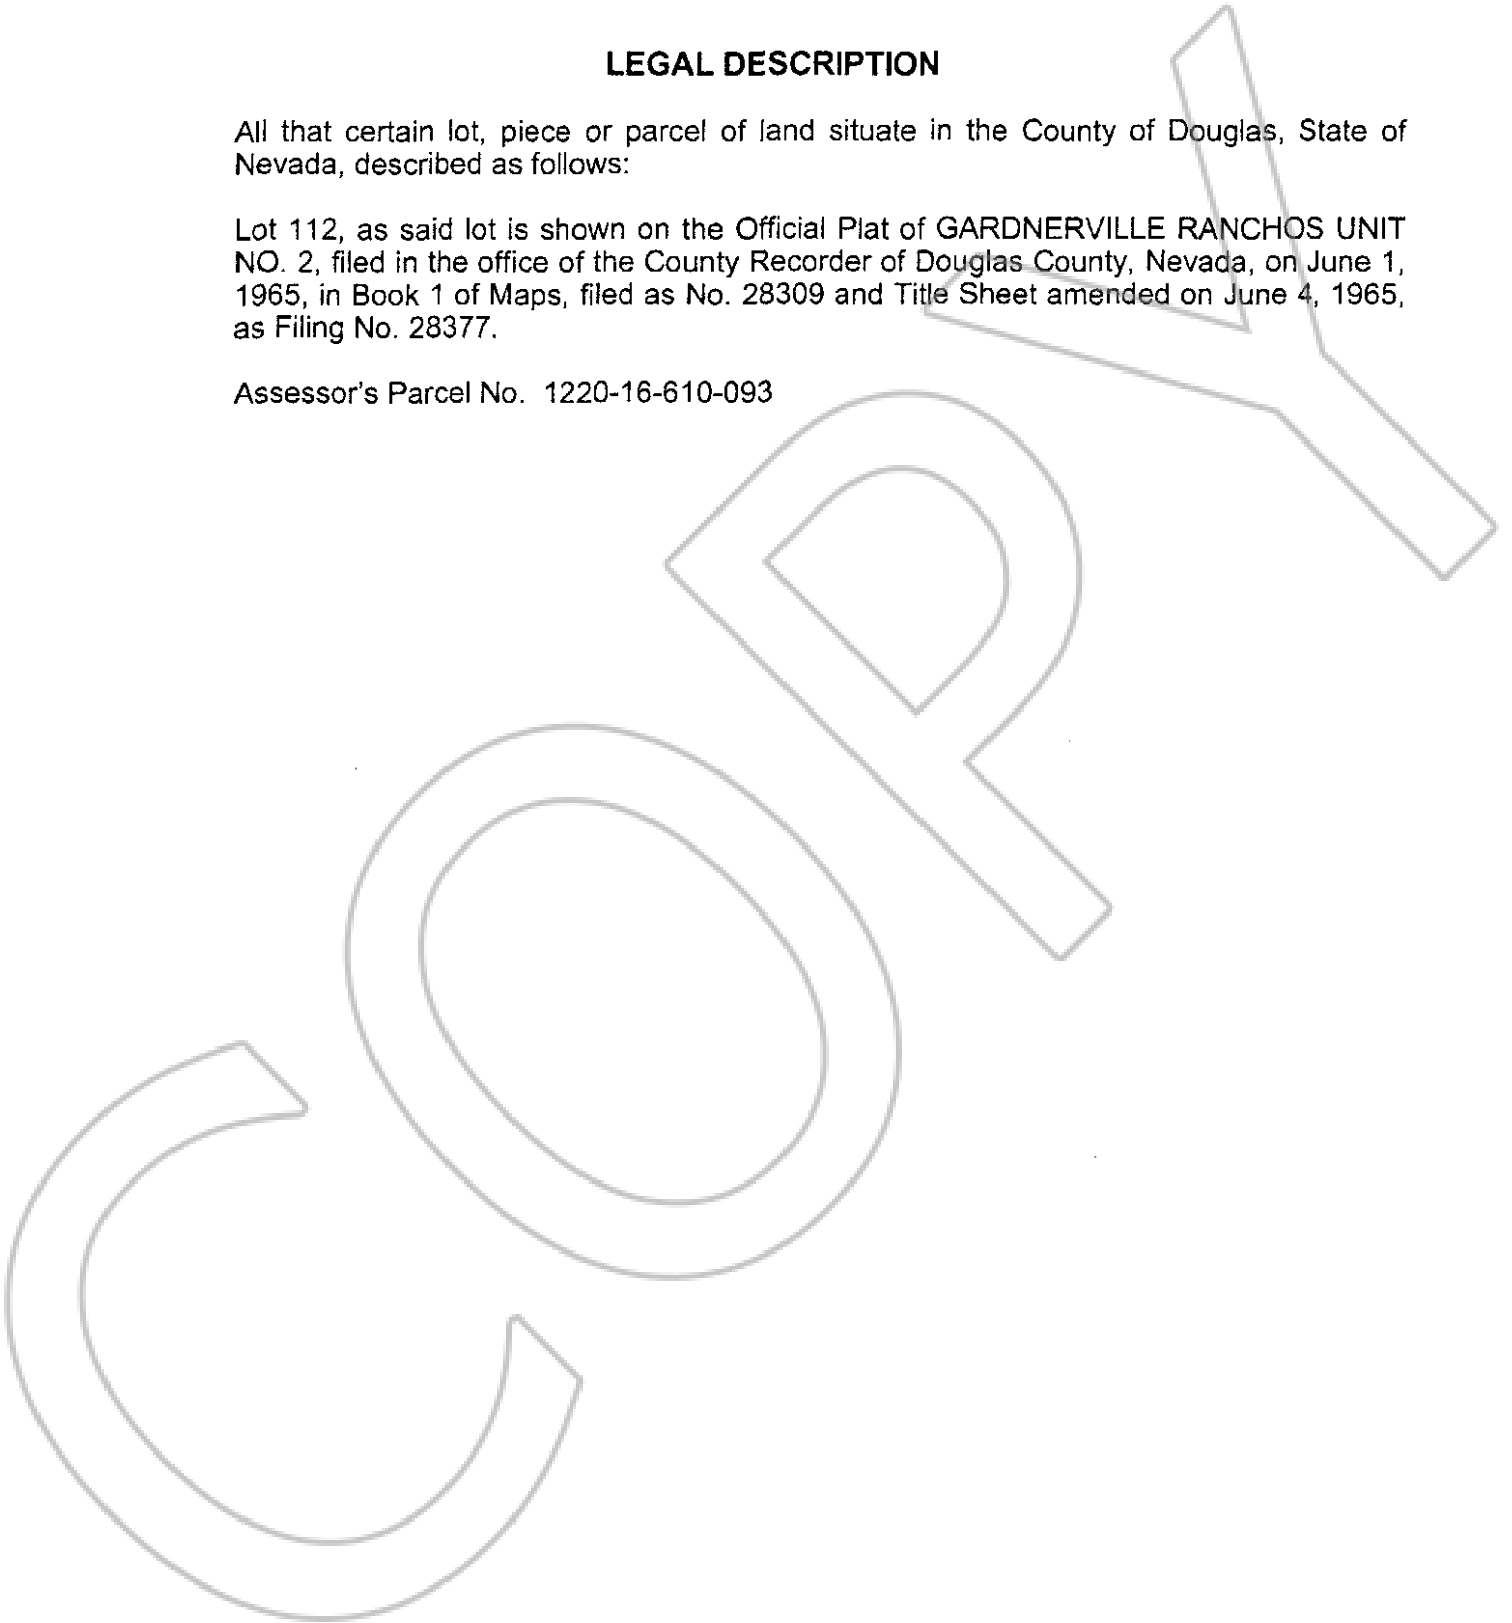 LEGAL DESCRIPTION
All that certain lot, piece or parcel of land situate in the County of Douglas, State of
Nevada, described as follows:
Lot 112, as said lot is shown on the Official Plat of GARDNERVILLE RANCHOS UNIT
NO. 2, filed in the office of the County Recorder of Douglas County, Nevada, on June 1,
1965, in Book 1 of Maps, filed as No. 28309 and Title Sheet amended on June 4, 1965,
as Filing No. 28377.
Assessor's Parcel No. 1220-16-610-093
COPY